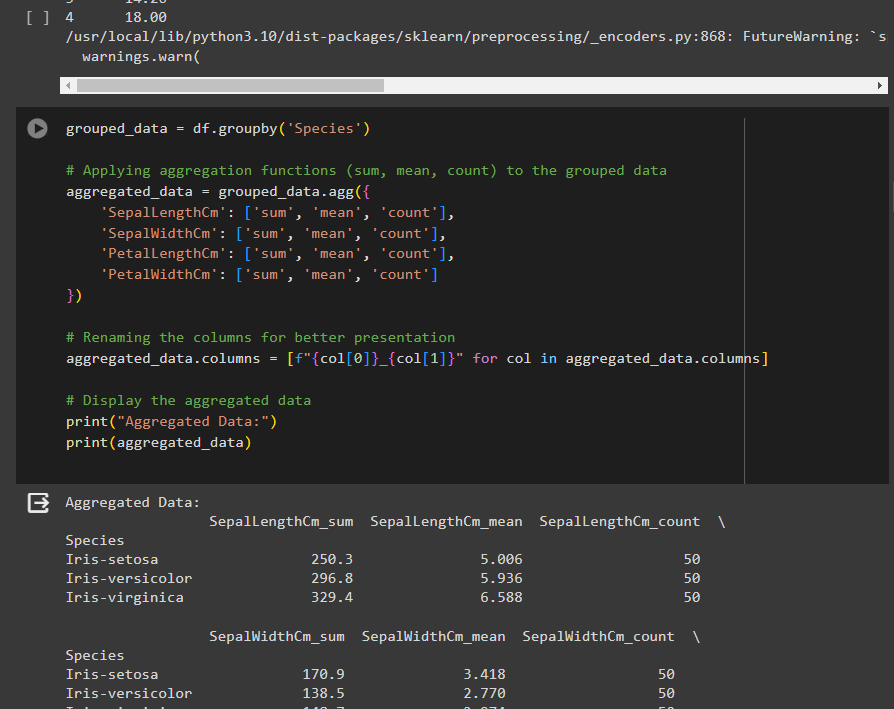 [ ] 4      18.00
/usr/local/lib/python3.10/dist-packages/sklearn/preprocessing/_encoders.py:868: FutureWarning: `s
  warnings.warn(
grouped_data = df.groupby('Species')

# Applying aggregation functions (sum, mean, count) to the grouped data
aggregated_data = grouped_data.agg({
    'SepalLengthCm': ['sum', 'mean', 'count'],
    'SepalWidthCm': ['sum', 'mean', 'count'],
    'PetalLengthCm': ['sum', 'mean', 'count'],
    'PetalWidthCm': ['sum', 'mean', 'count']
})

# Renaming the columns for better presentation
aggregated_data.columns = [f"{col[0]}_{col[1]}" for col in aggregated_data.columns]

# Display the aggregated data
print("Aggregated Data:")
print(aggregated_data)

Aggregated Data:
                 SepalLengthCm_sum  SepalLengthCm_mean  SepalLengthCm_count  \
Species
Iris-setosa                  250.3               5.006                   50
Iris-versicolor              296.8               5.936                   50
Iris-virginica               329.4               6.588                   50

                 SepalWidthCm_sum  SepalWidthCm_mean  SepalWidthCm_count  \
Species
Iris-setosa                 170.9              3.418                  50
Iris-versicolor             138.5              2.770                  50